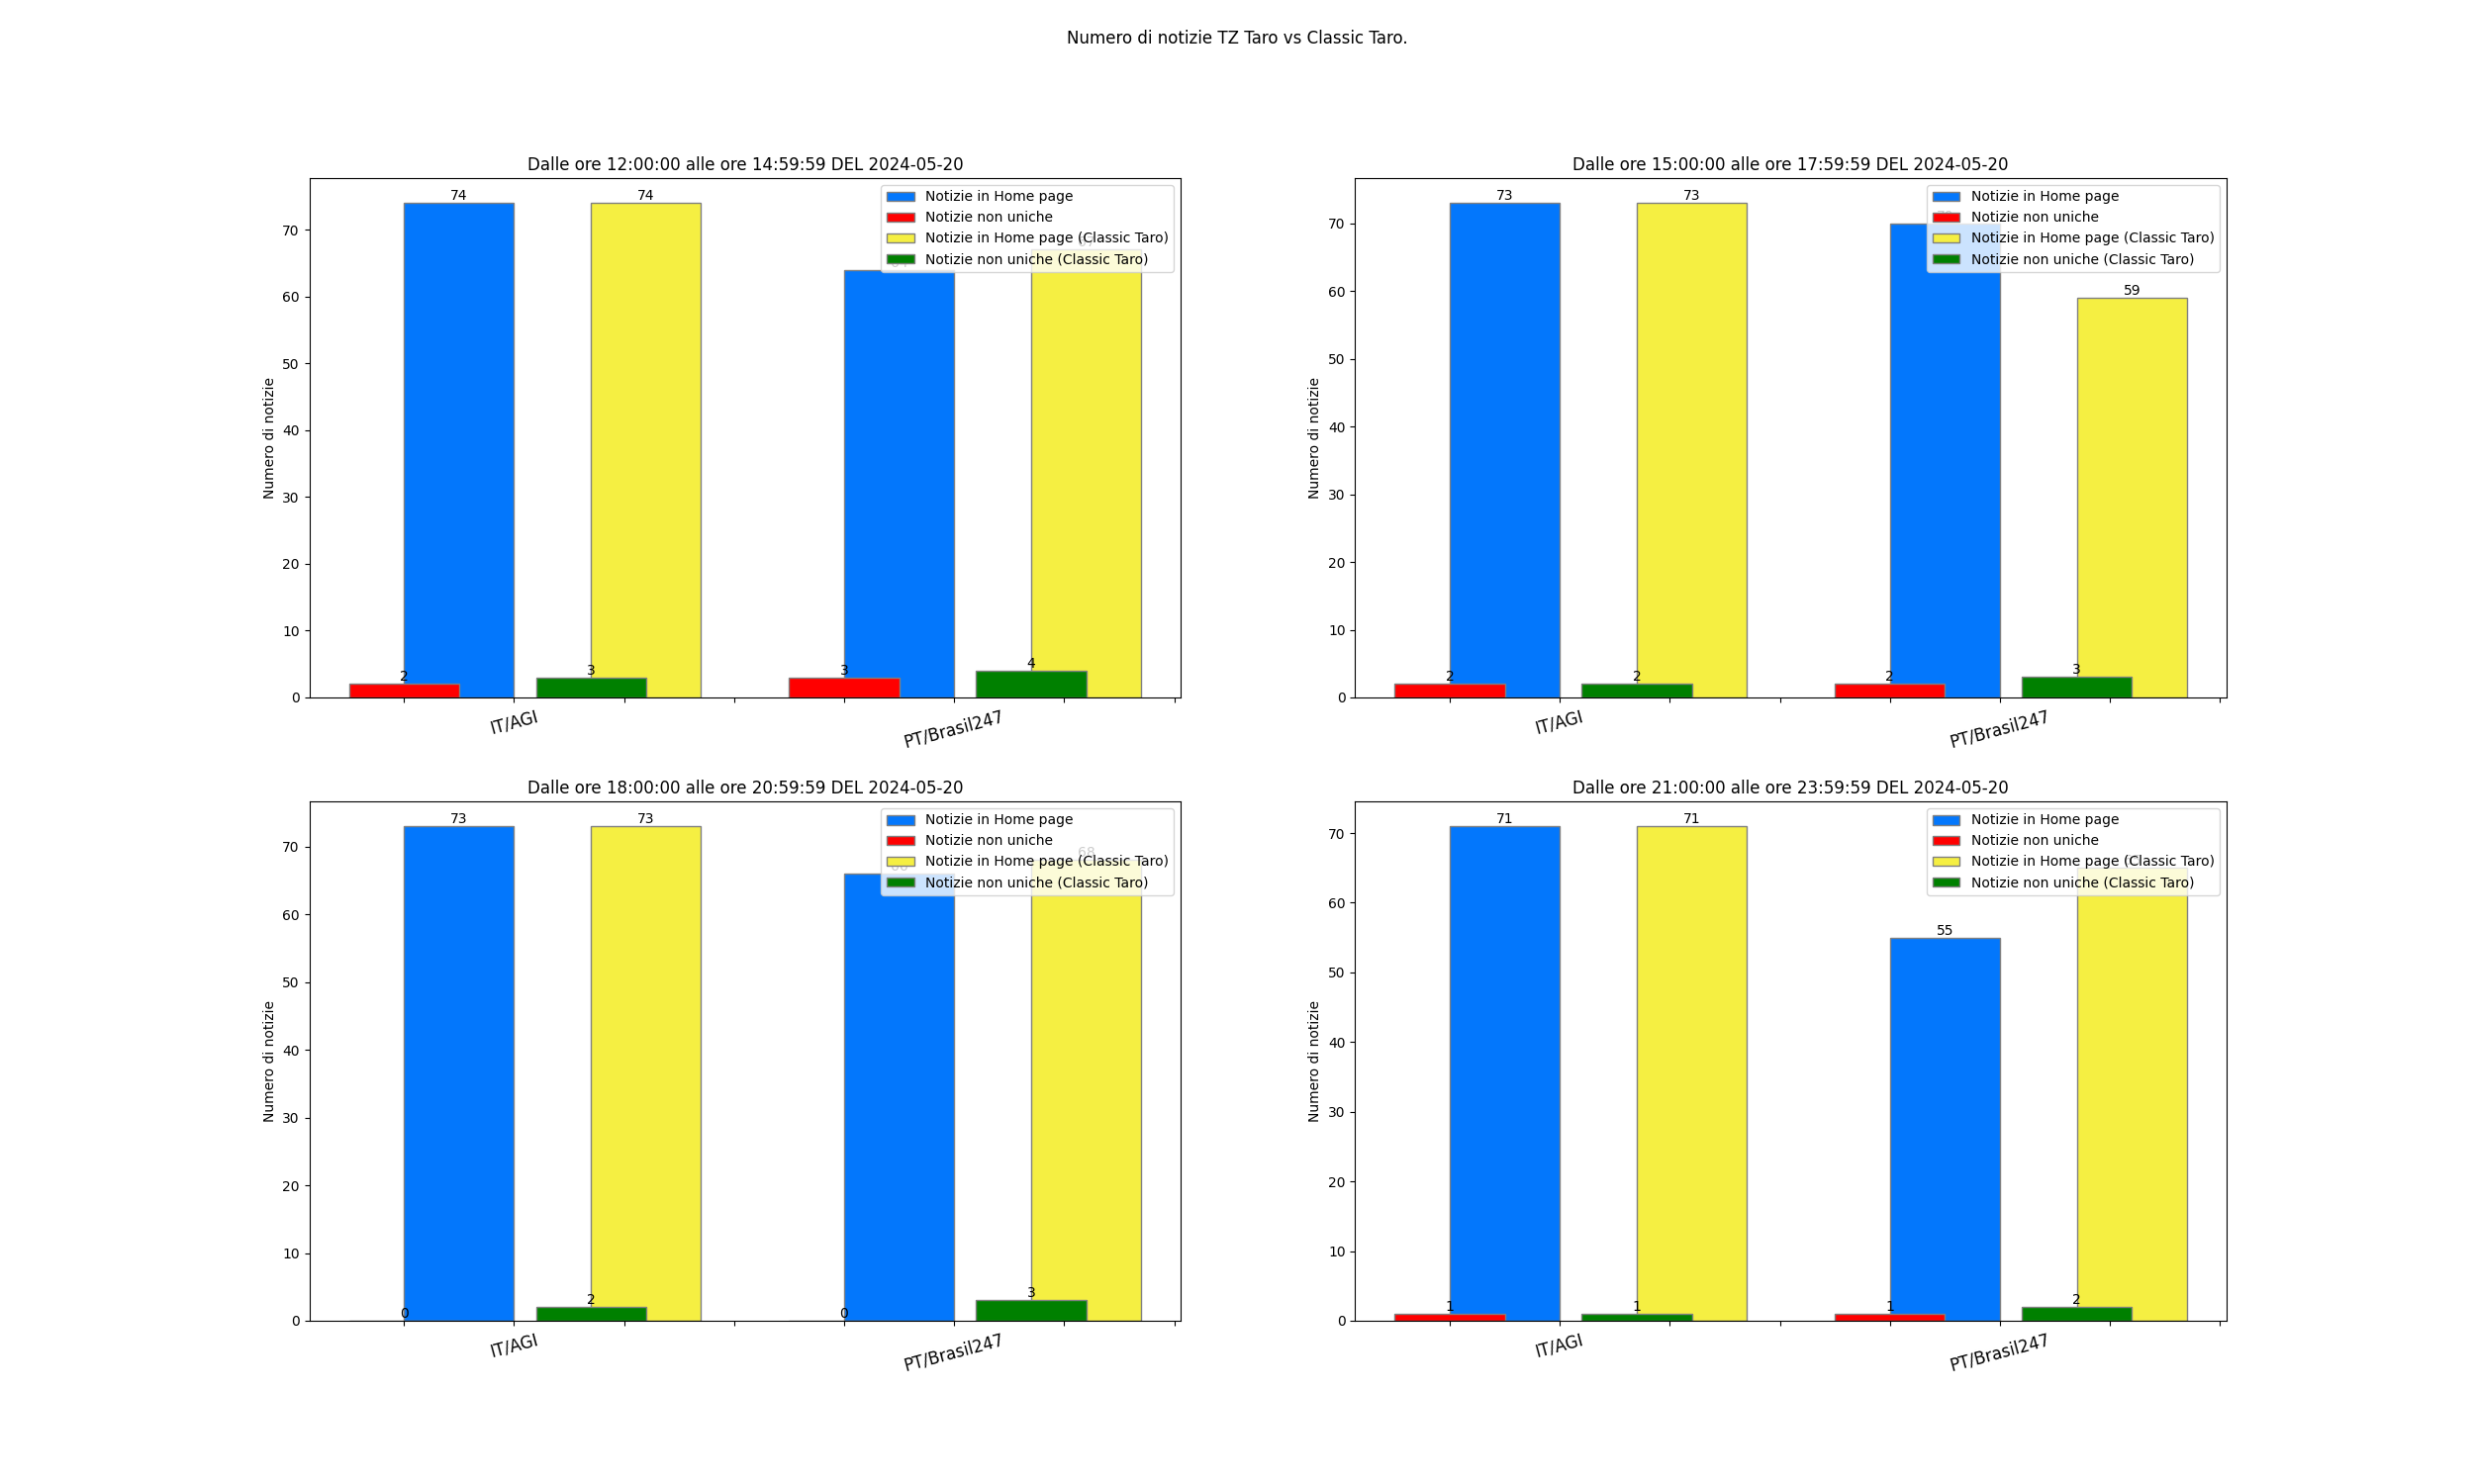 Numero di notizie TZ Taro vs Classic Taro.
Dalle ore 12:00:00 alle ore 14:59:59 DEL 2024-05-20
Numero di notizie
70
60
50
40
30
20
10
0
74
74
67
2
3
3
4
Notizie in Home page
Notizie non uniche
Notizie in Home page (Classic Taro)
Notizie non uniche (Classic Taro)
IT/AGI
PT/Brasil247
Dalle ore 15:00:00 alle ore 17:59:59 DEL 2024-05-20
Numero di notizie
70
60
50
40
30
20
10
0
73
73
59
2
2
2
3
Notizie in Home page
Notizie non uniche
Notizie in Home page (Classic Taro)
Notizie non uniche (Classic Taro)
IT/AGI
PT/Brasil247
Dalle ore 18:00:00 alle ore 20:59:59 DEL 2024-05-20
Numero di notizie
70
60
50
40
30
20
10
0
73
73
66
68
0
2
0
3
Notizie in Home page
Notizie non uniche
Notizie in Home page (Classic Taro)
Notizie non uniche (Classic Taro)
IT/AGI
PT/Brasil247
Dalle ore 21:00:00 alle ore 23:59:59 DEL 2024-05-20
Numero di notizie
70
60
50
40
30
20
10
0
71
71
55
1
1
1
2
Notizie in Home page
Notizie non uniche
Notizie in Home page (Classic Taro)
Notizie non uniche (Classic Taro)
IT/AGI
PT/Brasil247